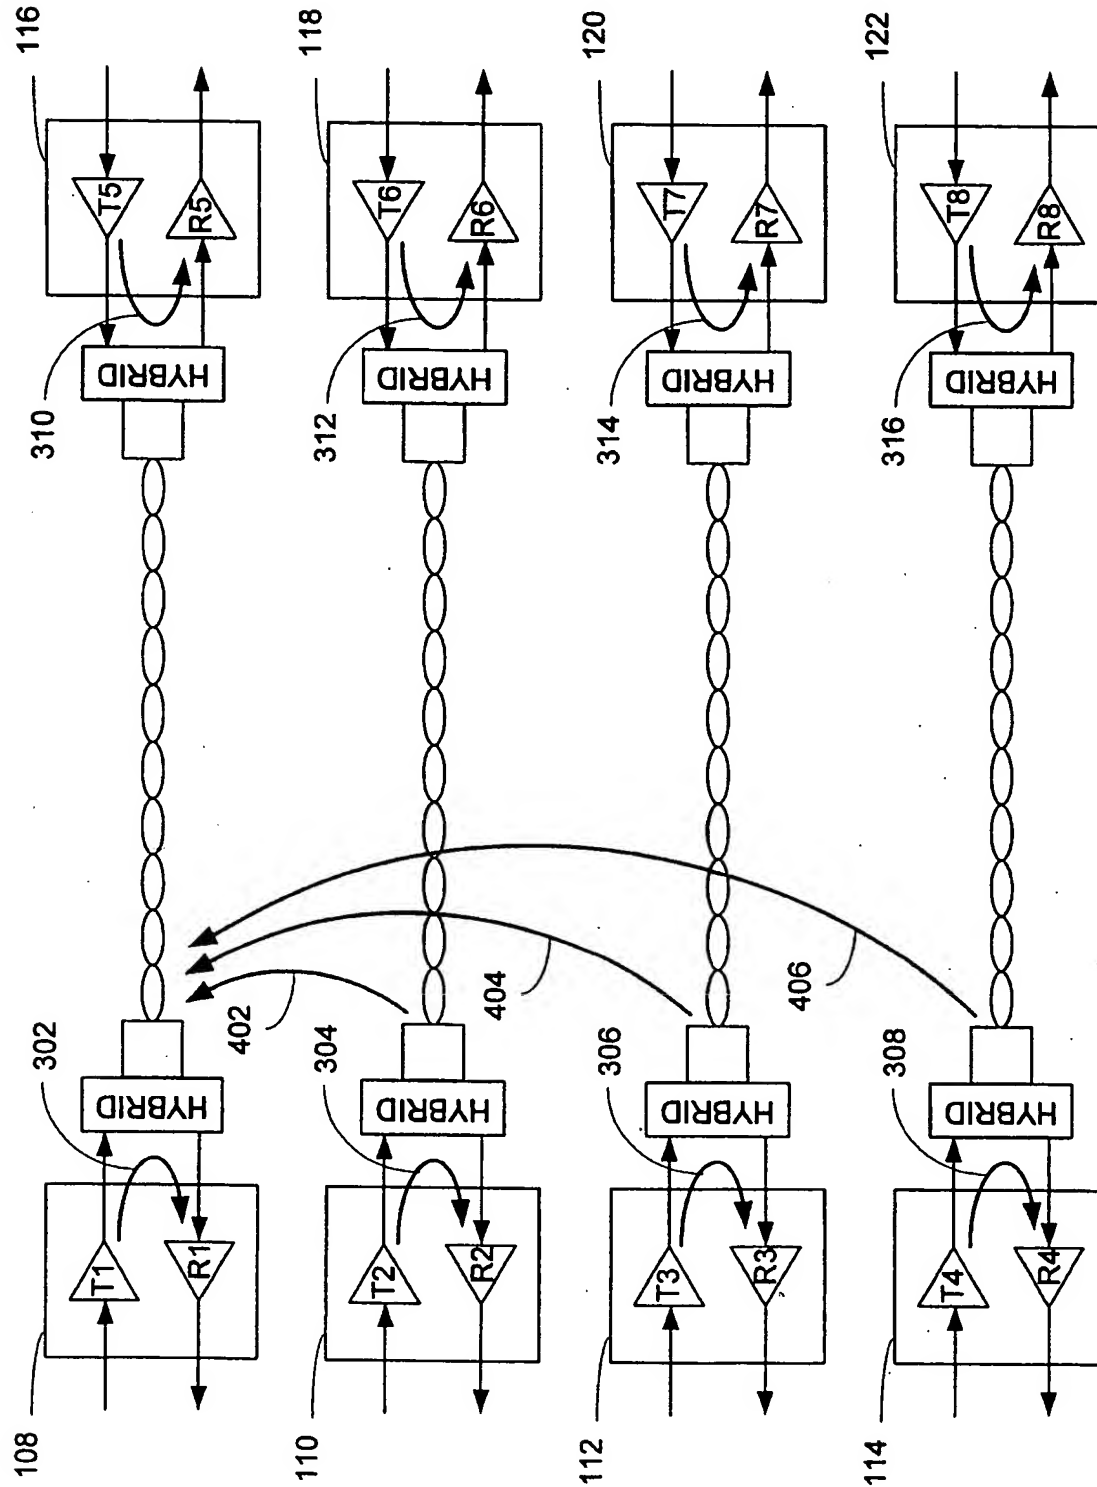 116
T5
R5
310
HYBRID
118
T6
R6
312
HYBRID
120
T7
R7
314
HYBRID
122
T8
R8
316
HYBRID
402
404
406
302
HYBRID
T1
R1
108
304
HYBRID
T2
R2
110
306
HYBRID
T3
R3
112
308
HYBRID
T4
R4
114